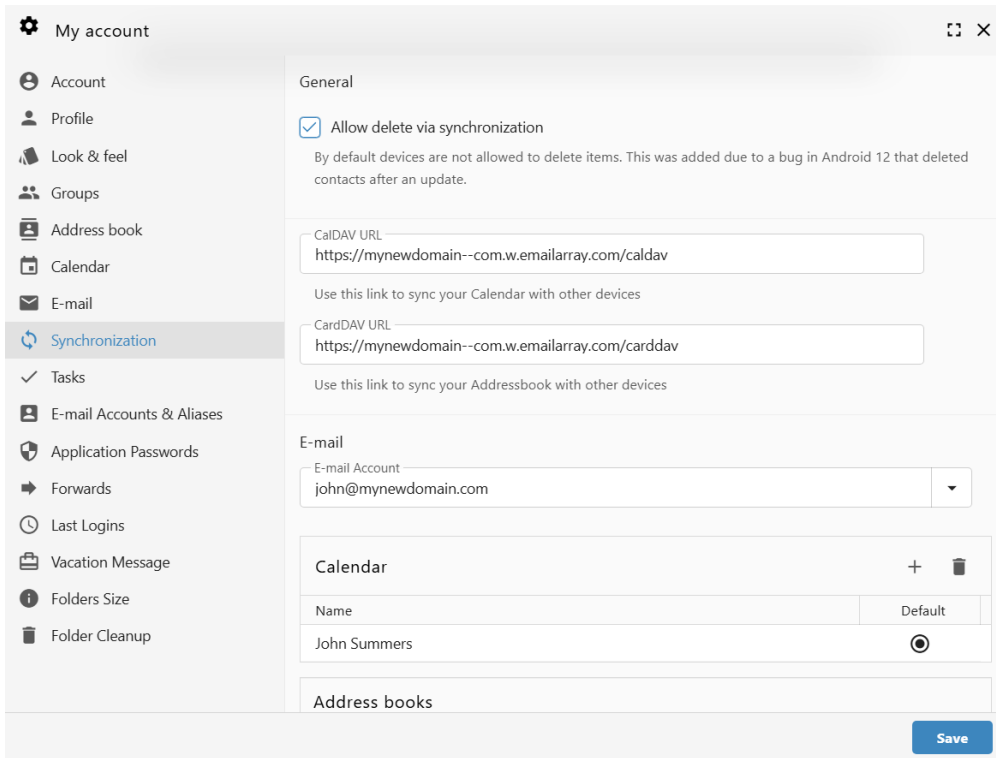 My account
Account
Profile
Look & feel
Groups
Address book
Calendar
E-mail
Synchronization
Tasks
E-mail Accounts & Aliases
Application Passwords
Forwards
Last Logins
Vacation Message
Folders Size
Folder Cleanup
General
Allow delete via synchronization
By default devices are not allowed to delete items. This was added due to a bug in Android 12 that deleted
contacts after an update.
CalDAV URL
https://mynewdomain--com.w.emailarray.com/caldav
Use this link to sync your Calendar with other devices
CardDAV URL
https://mynewdomain--com.w.emailarray.com/carddav
Use this link to sync your Addressbook with other devices
E-mail
E-mail Account
john@mynewdomain.com
Calendar
Name Default
John Summers
Address books
Save